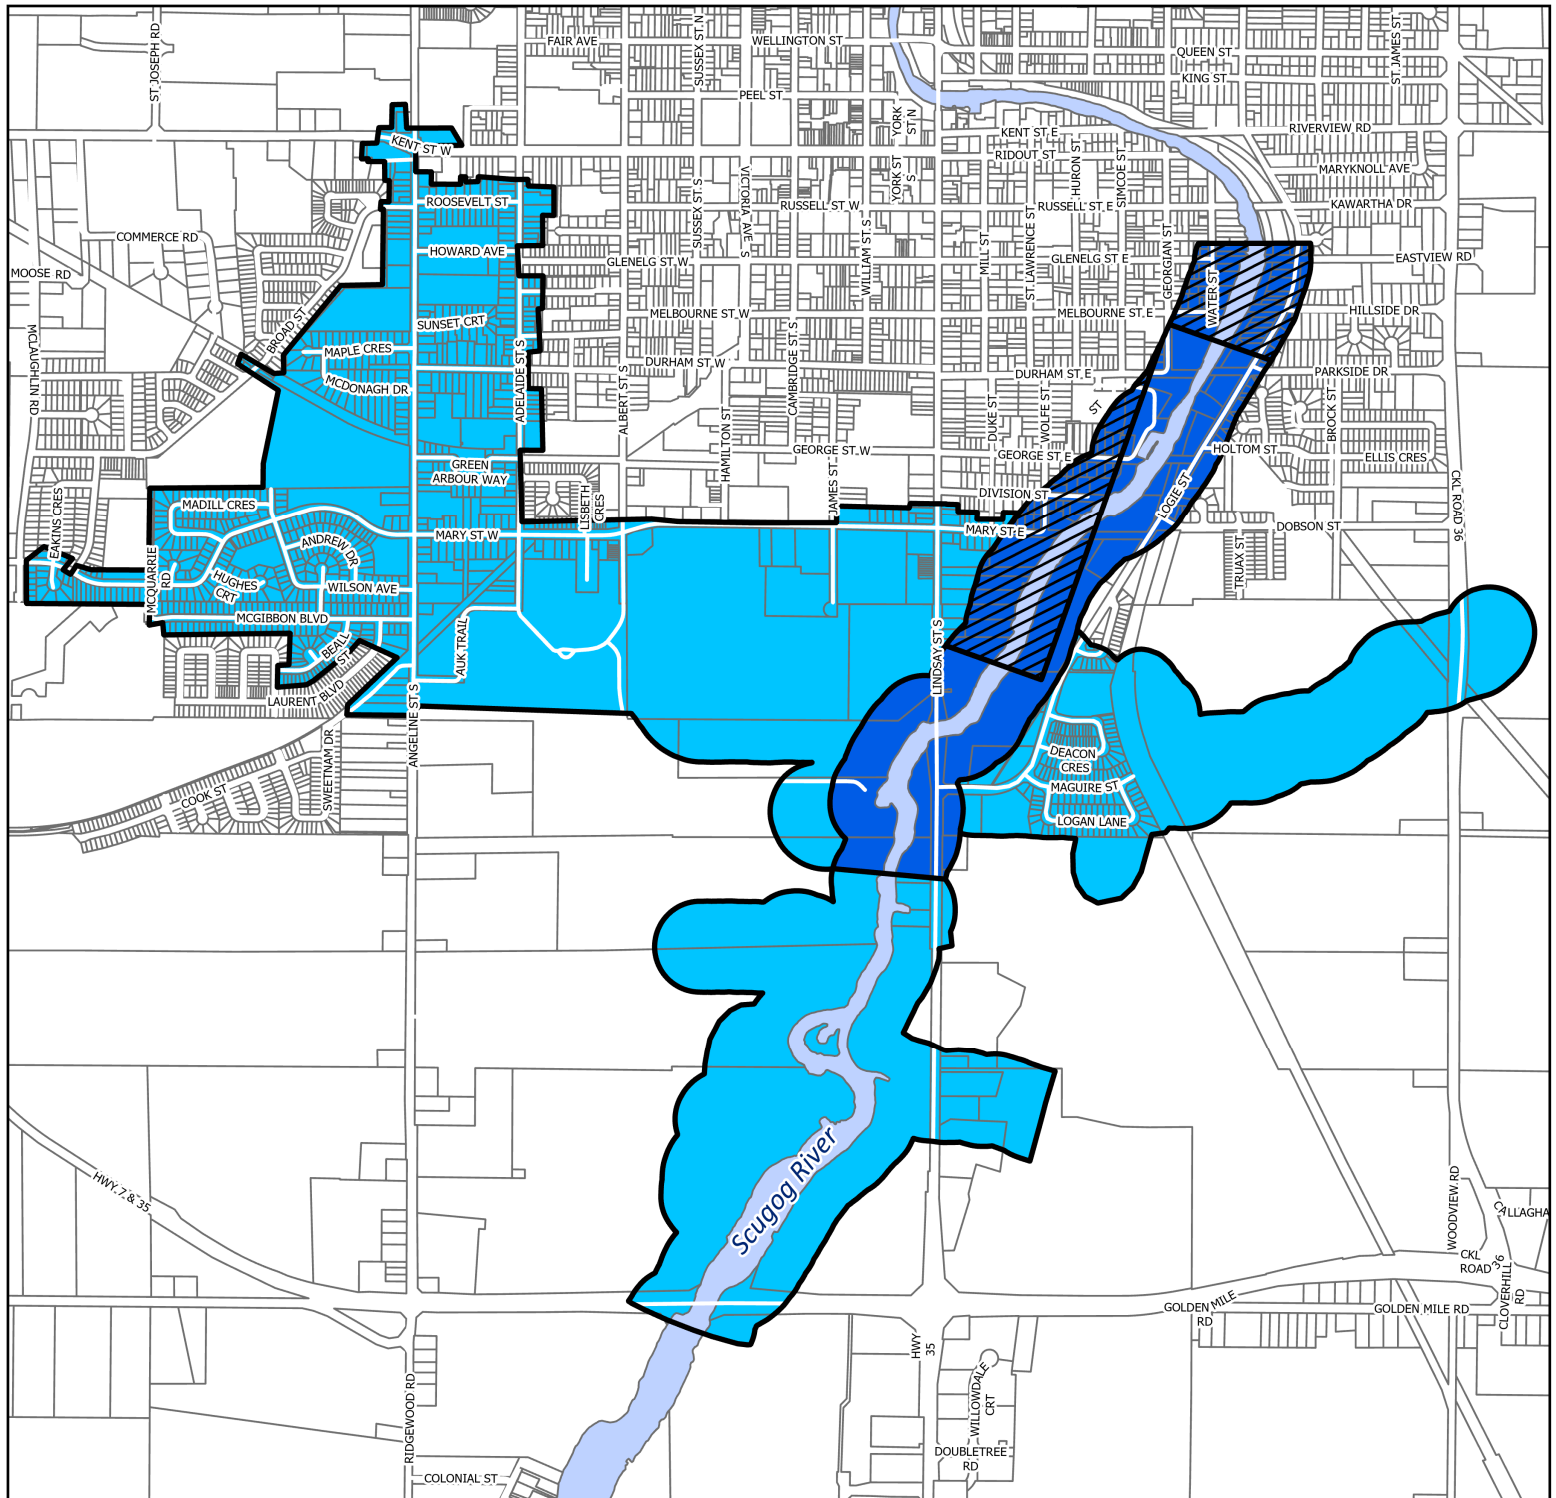 ST JOSEPH RD
FAIR AVE
SUSSEX ST.N
WELLINGTON ST
QUEEN ST
KING ST
ST.JAMES ST.
PEEL ST
YORK
ST.N
KENT ST W
KENT ST E
RIDOUT ST
RIVERVIEW RD
MARYKNOLL AVE
KAWARTHA DR
HURON ST
SIMCOE ST
YORK ST
S
VICTORIA AVE
S
SUSSEX ST. S
ROOSEVELT ST
RUSSELL ST W
RUSSELL ST E
COMMERCE RD
HOWARD AVE
GLENELG ST W
WILLIAM ST. S
MILL ST
ST. LAWRENCE ST.
GLENELG ST E
GEORGIAN ST
EASTVIEW RD
MOOSE RD
WATER ST
MCLAUGHLIN RD
BROAD ST
SUNSET CRT
MELBOURNE ST W
MELBOURNE ST E
HILLSIDE DR
MAPLE CRES
MCDONAGH DR
ADELAIDE ST. S
ALBERT ST. S
DURHAM ST W
CAMBRIDGE ST. S
DURHAM ST E
PARKSIDE DR
ST
DUKE ST
WOLFE ST
BROCK ST
HAMILTON ST
GREEN
ARBOUR WAY
GEORGE ST W
GEORGE ST E
HOLTOM ST
ELLIS CRES
JAMES ST.
LISBETH
CRES
DIVISION ST
LOGIE ST
CKL ROAD 36
MADILL CRES
EAKINS CRES
ANDREW DR
MARY ST W
MARY ST E
DOBSON ST
TRUAX ST
MCQUARRIE
RD
HUGHES
CRT
WILSON AVE
MCGIBBON BLVD
BEALL
ST
LAURENT BLVD
AUK TRAIL
LINDSAY ST. S
ANGELINE ST. S
SWEETNAM DR
COOK ST
DEACON
CRES
MAGUIRE ST
LOGAN LANE
Scugog River
HWY 7 & 35
WOODVIEW RD
CALLAGHA
CKL
ROAD 36
CLOVERHILL
RD
GOLDEN MILE
RD
GOLDEN MILE RD
HWY
35
RIDGEWOOD RD
WILLOWDALE
CRT
DOUBLETREE
RD
COLONIAL ST